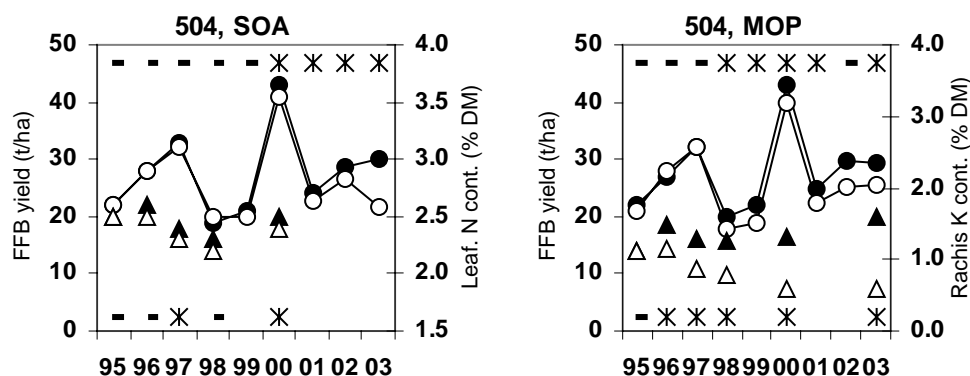 504, SOA
50
40
30
20
10
0
FFB yield (t/ha)
4.0
3.5
3.0
2.5
2.0
1.5
Leaf. N cont. (% DM)
95 96 97 98 99 00 01 02 03
504, MOP
50
40
30
20
10
0
FFB yield (t/ha)
4.0
3.0
2.0
1.0
0.0
Rachis K cont. (% DM)
95 96 97 98 99 00 01 02 03